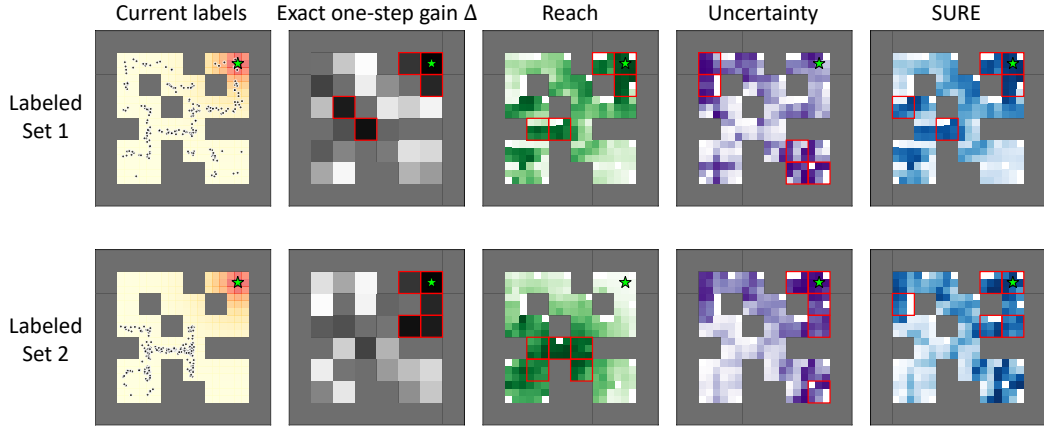 Current labels
Exact one-step gain Δ
Reach
Uncertainty
SURE
Labeled
Set 1
Labeled
Set 2